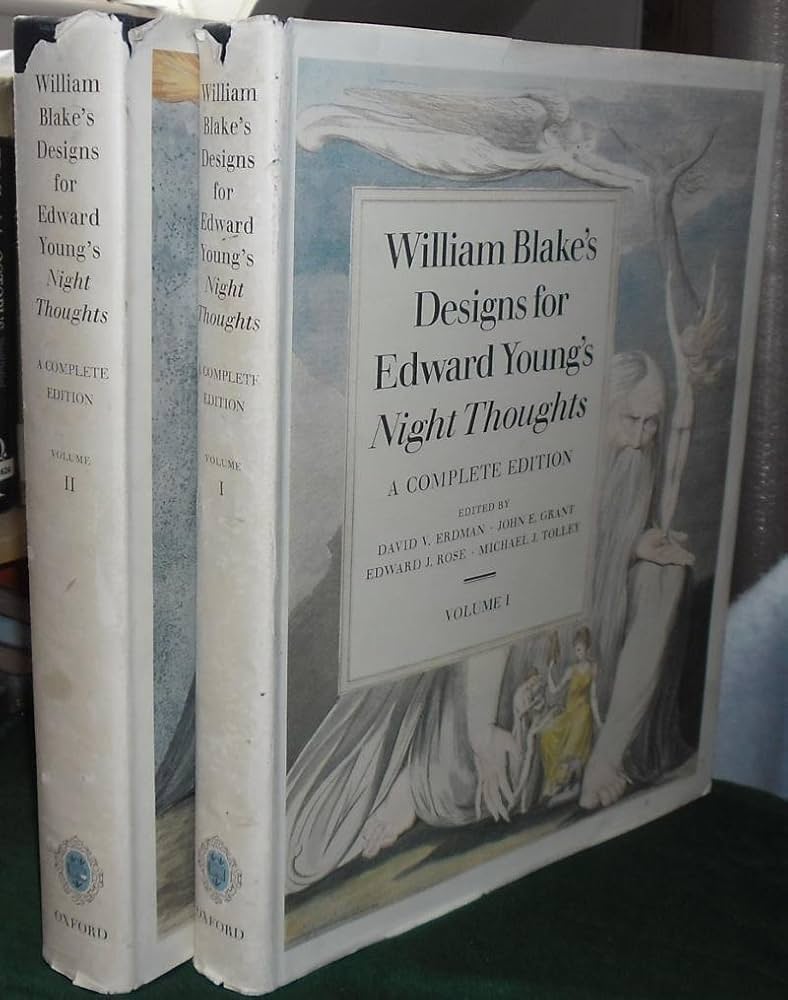 William
Blake's
Designs
for
Edward
Young's
Night
Thoughts
A COMPLETE
EDITION
VOLUME
II
OXFORD
William
Blake's
Designs
for
Edward
Young's
Night
Thoughts
A COMPLETE
EDITION
VOLUME
I
OXFORD
William Blake's
Designs for
Edward Young's
Night Thoughts
A COMPLETE EDITION
EDITED BY
DAVID V. ERDMAN · JOHN E. GRANT
EDWARD J. ROSE · MICHAEL J. TOLLEY
VOLUME I